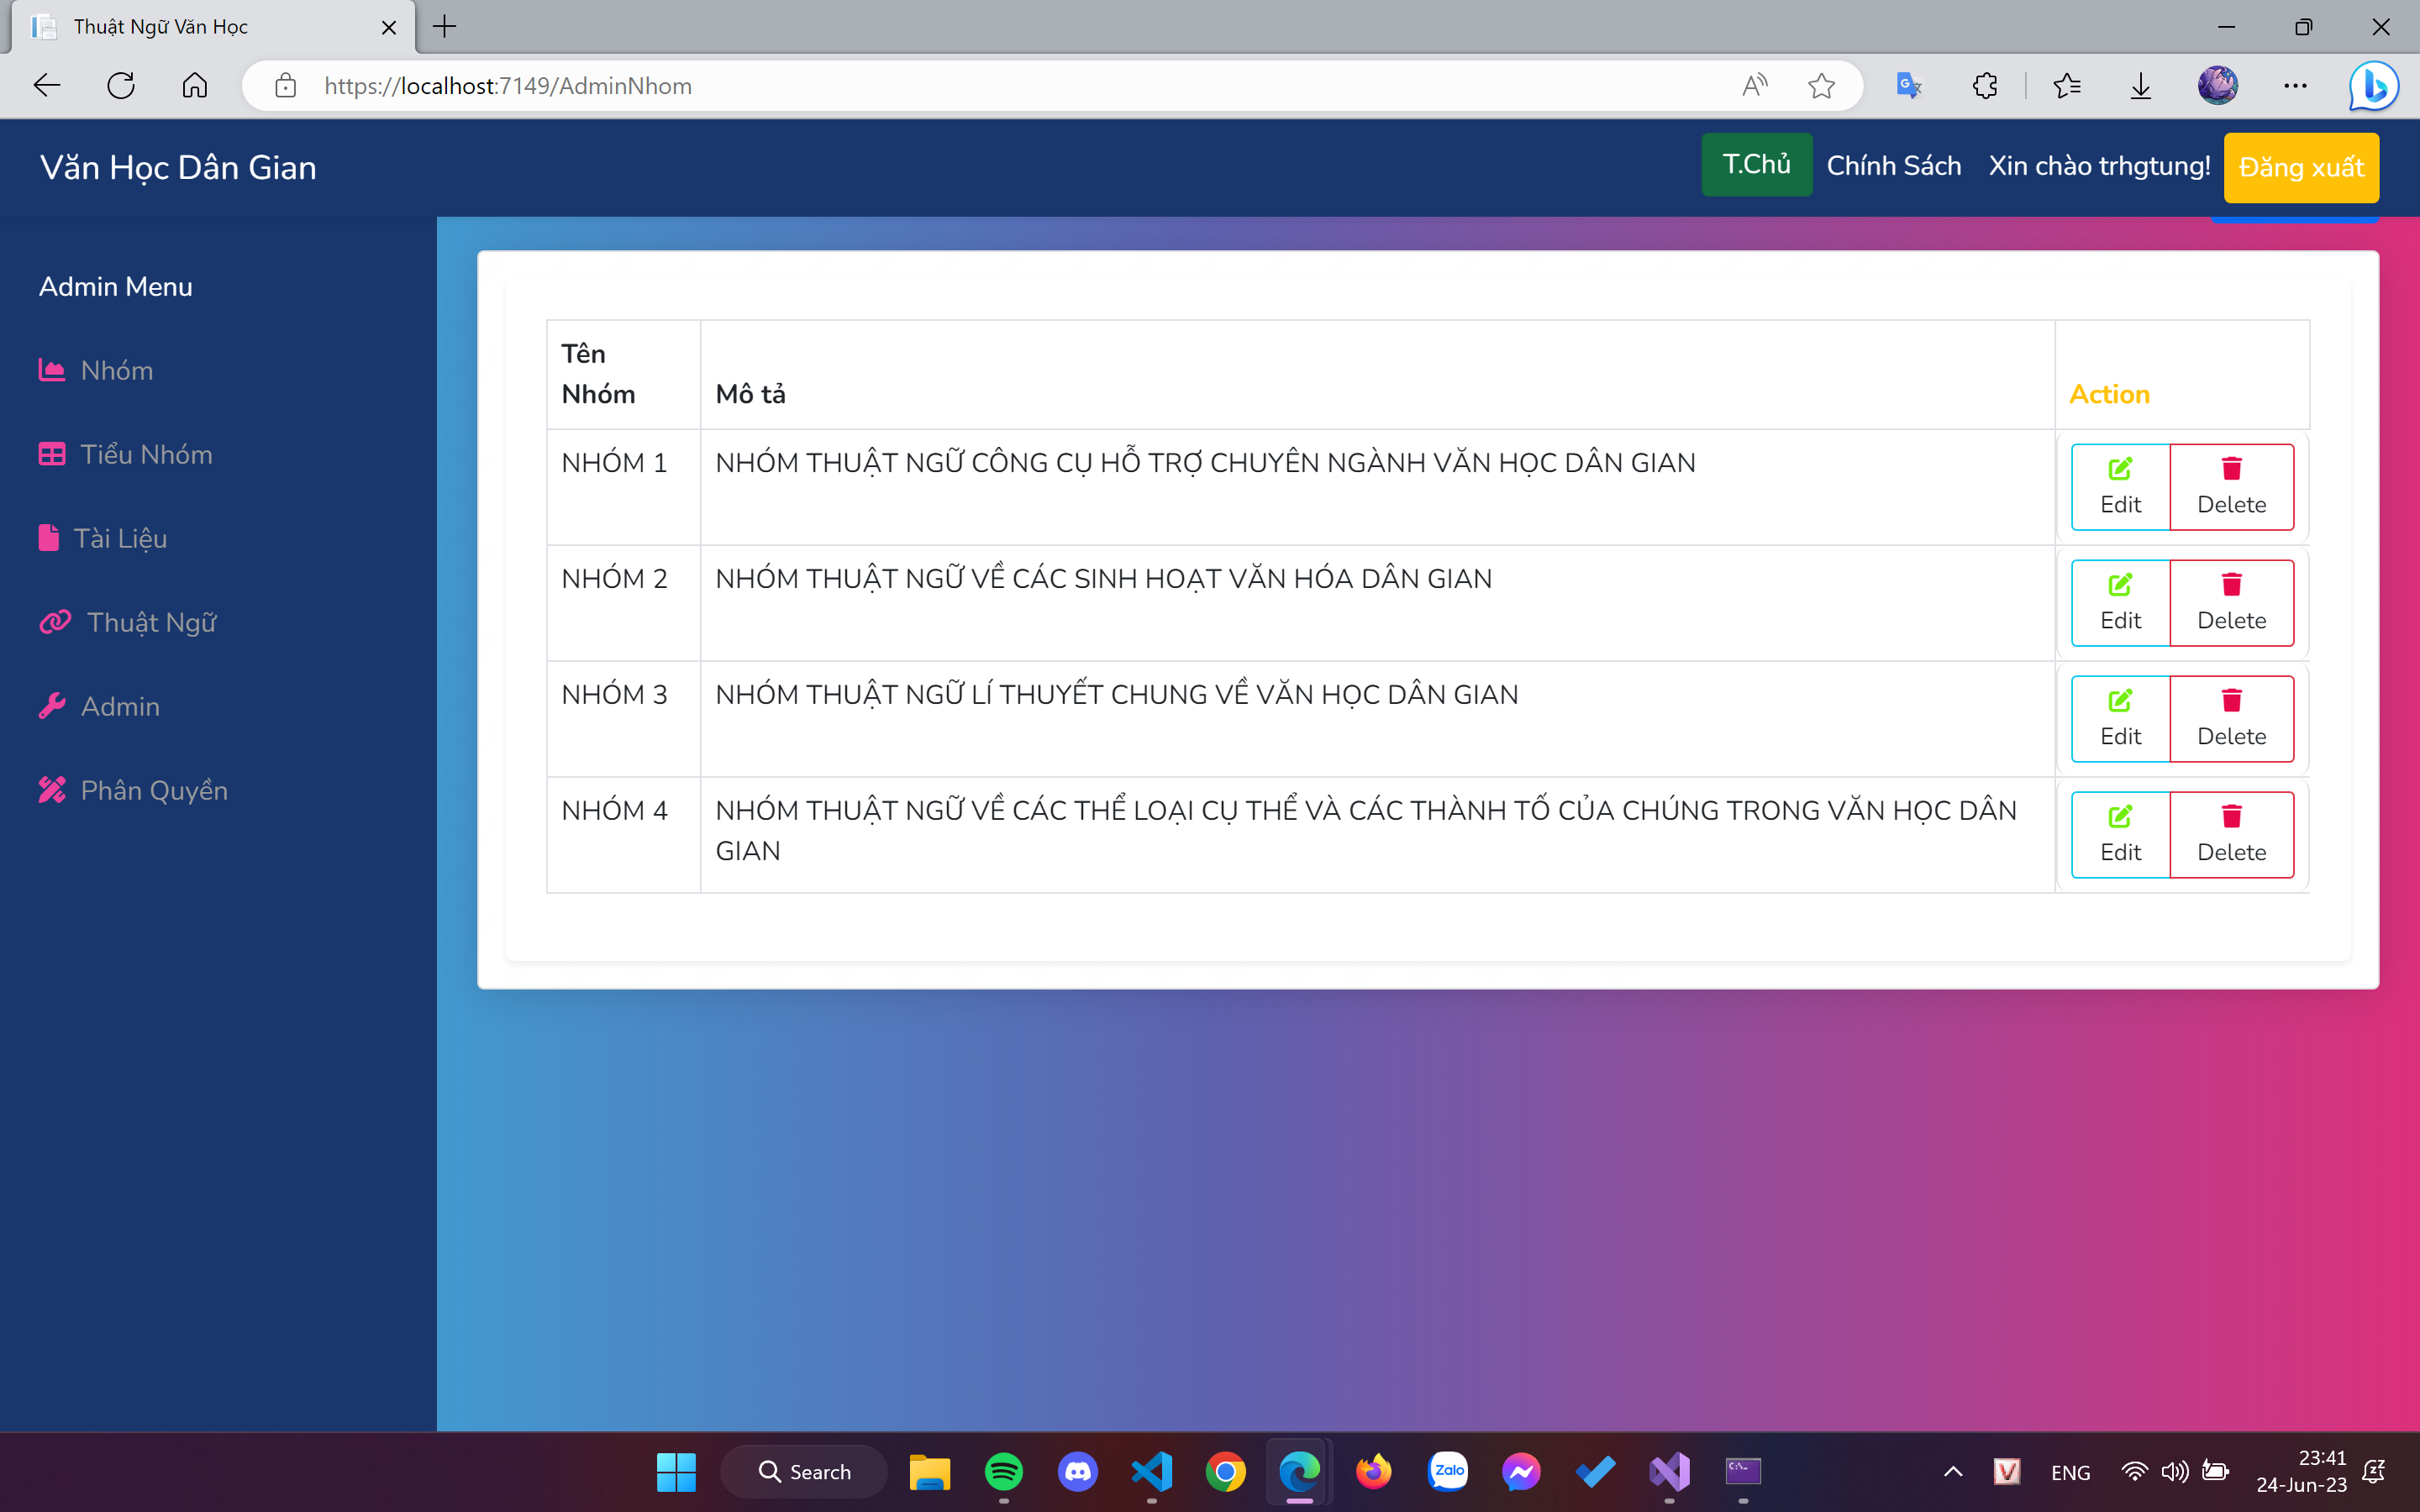 Thuật Ngữ Văn Học
https://localhost:7149/AdminNhom
Văn Học Dân Gian
T.Chủ
Chính Sách
Xin chào trhgtung!
Đăng xuất
Admin Menu
Nhóm
Tiểu Nhóm
Tài Liệu
Thuật Ngữ
Admin
Phân Quyền
Tên
Nhóm
Mô tả
Action
NHÓM 1
NHÓM THUẬT NGỮ CÔNG CỤ HỖ TRỢ CHUYÊN NGÀNH VĂN HỌC DÂN GIAN
Edit
Delete
NHÓM 2
NHÓM THUẬT NGỮ VỀ CÁC SINH HOẠT VĂN HÓA DÂN GIAN
Edit
Delete
NHÓM 3
NHÓM THUẬT NGỮ LÍ THUYẾT CHUNG VỀ VĂN HỌC DÂN GIAN
Edit
Delete
NHÓM 4
NHÓM THUẬT NGỮ VỀ CÁC THỂ LOẠI CỤ THỂ VÀ CÁC THÀNH TỐ CỦA CHÚNG TRONG VĂN HỌC DÂN
GIAN
Edit
Delete
Search
Zalo
ENG
23:41
24-Jun-23